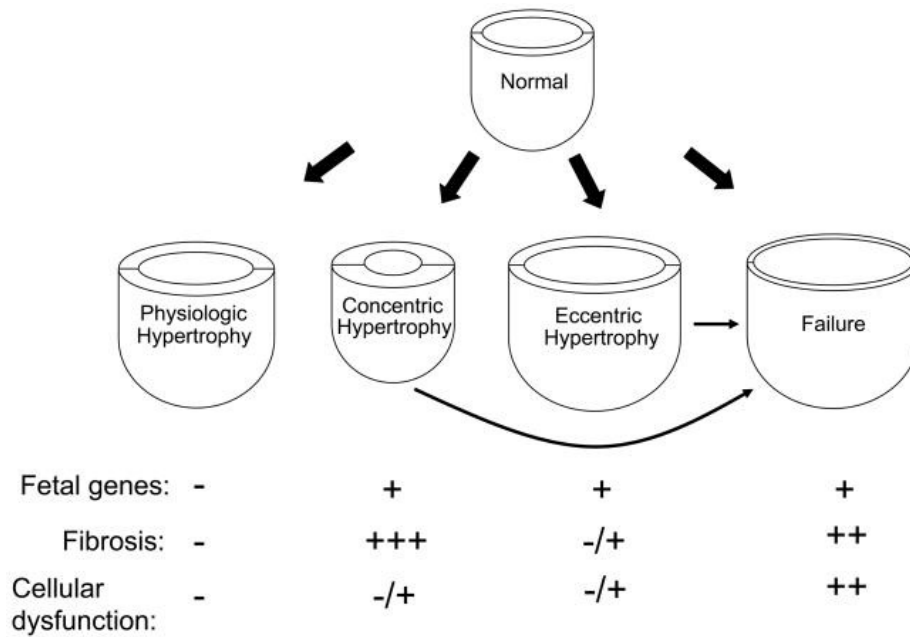 Normal
Physiologic
Hypertrophy
Concentric
Hypertrophy
Eccentric
Hypertrophy
Failure
Fetal genes: - + + +
Fibrosis: - +++ -/+ ++
Cellular
dysfunction: - -/+ -/+ ++